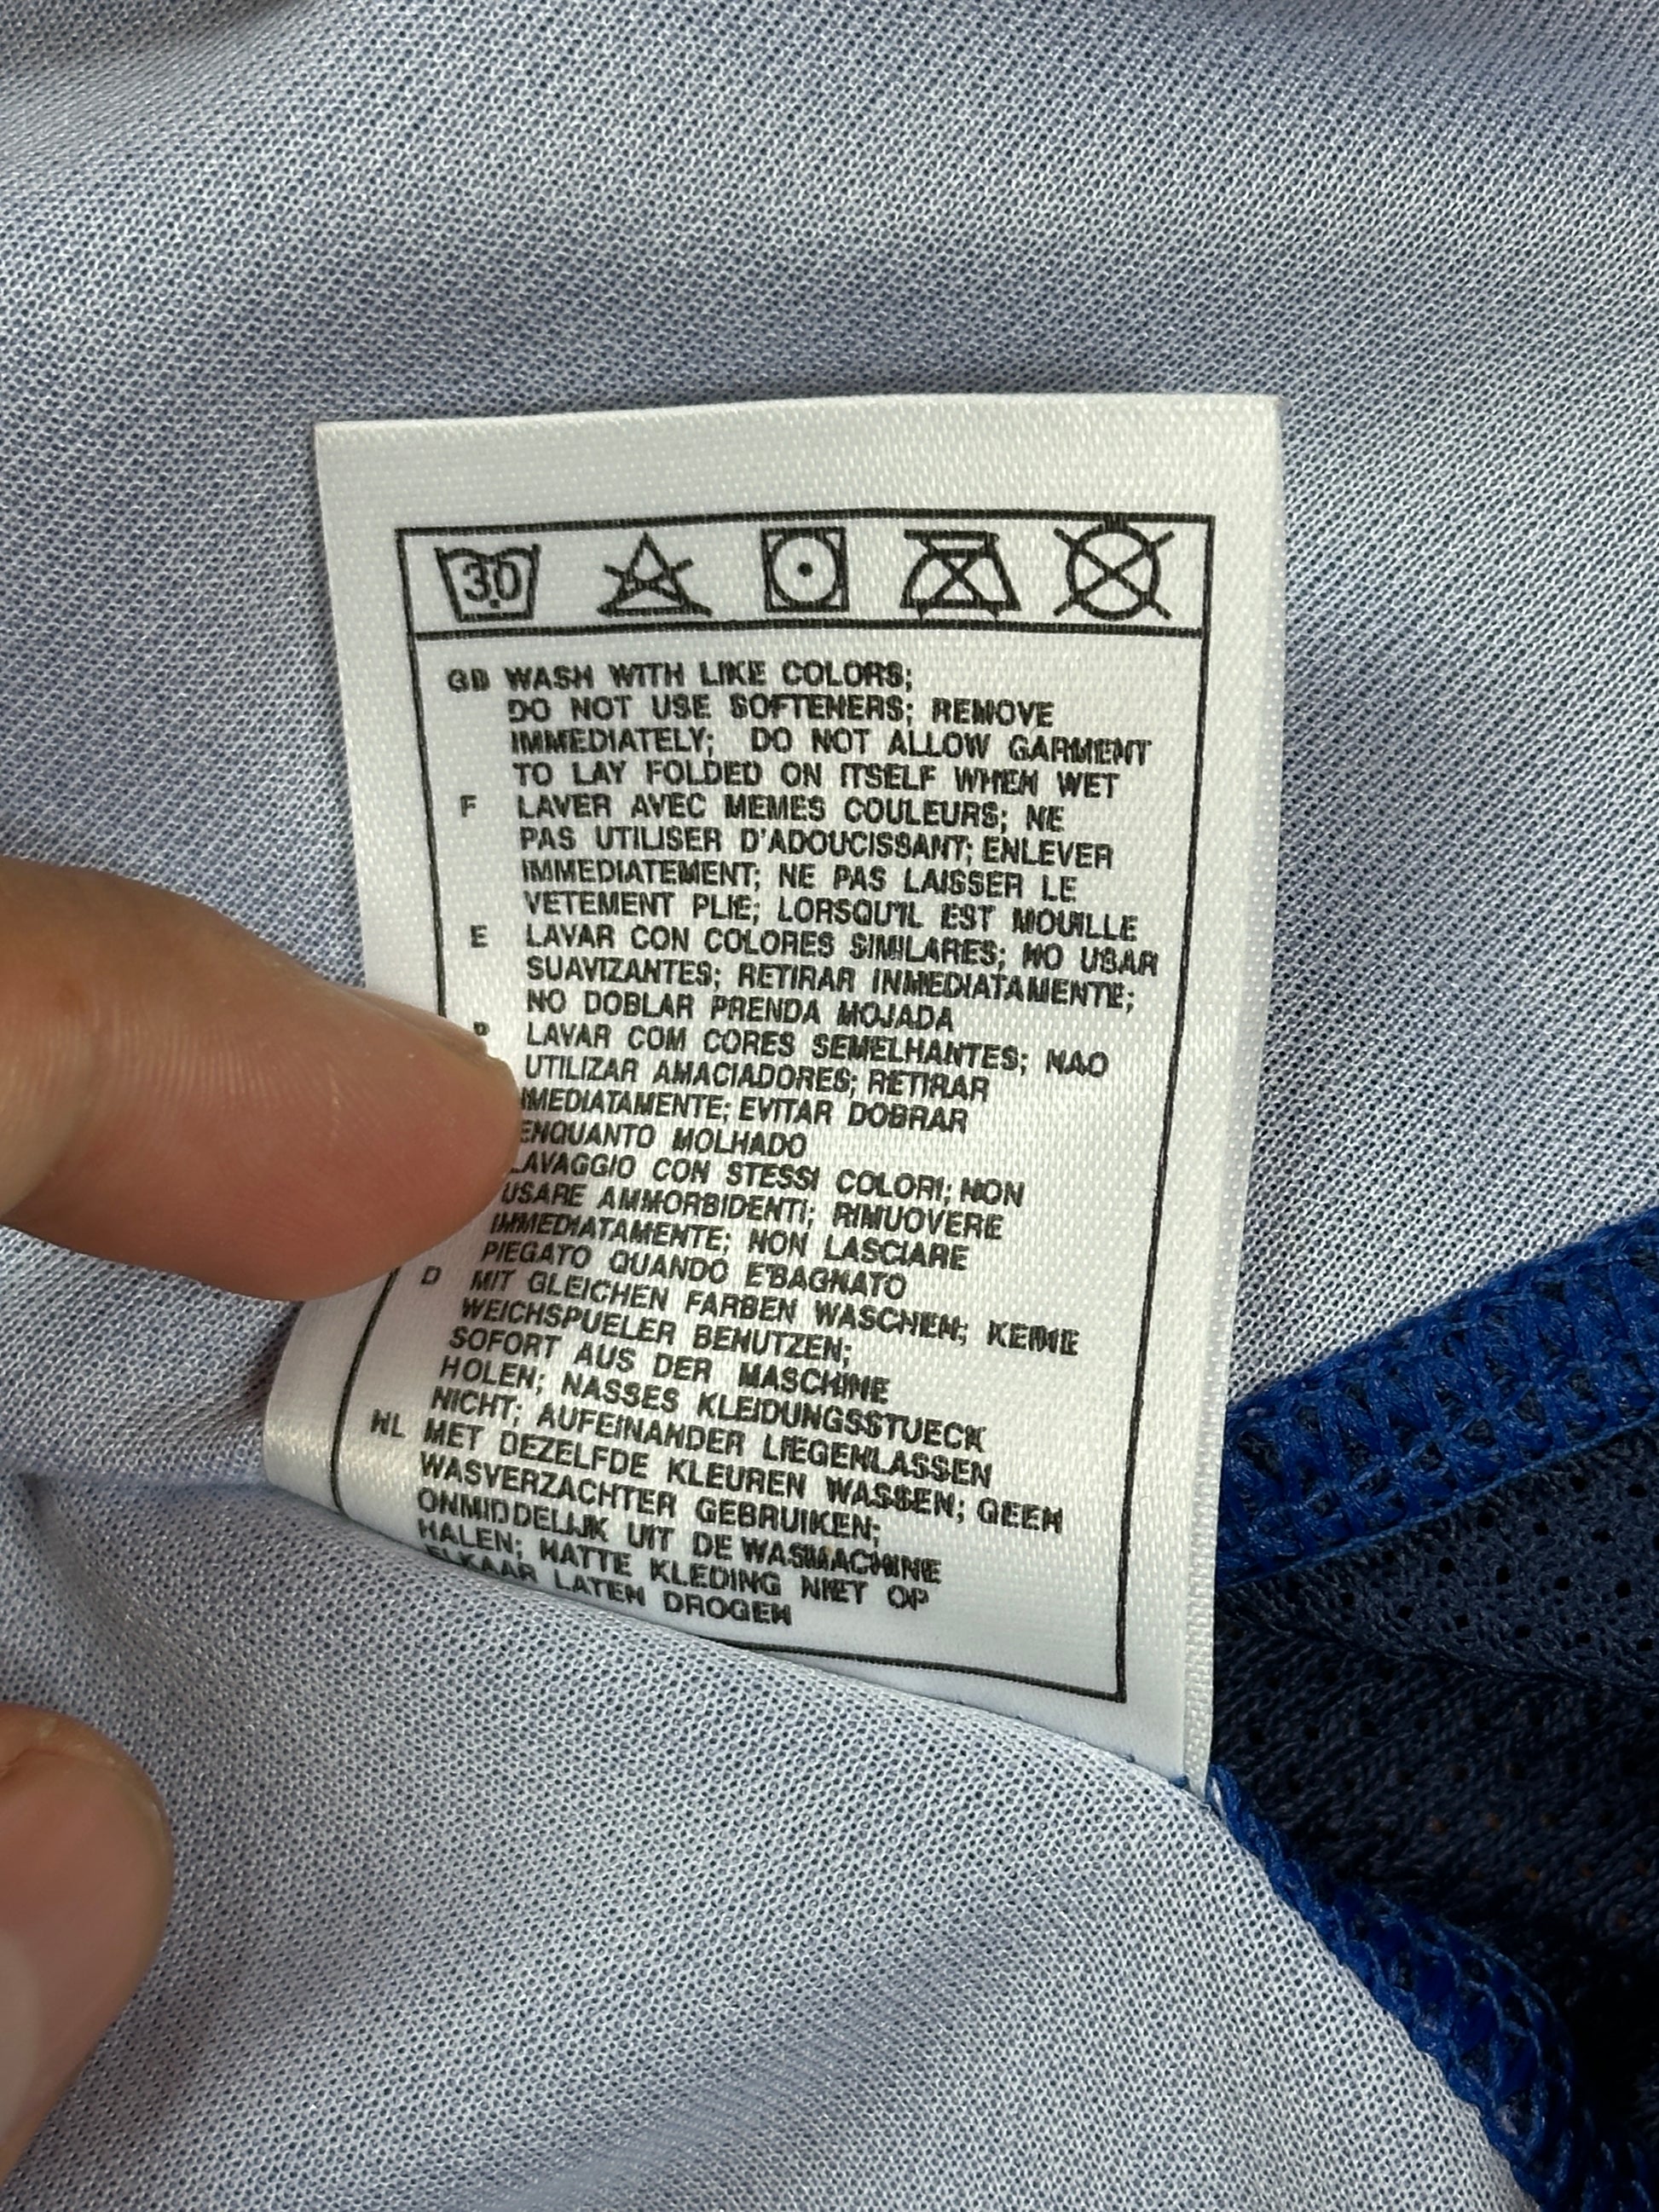 30
GB WASH WITH LIKE COLORS;
DO NOT USE SOFTENERS; REMOVE
IMMEDIATELY; DO NOT ALLOW GARMENT
TO LAY FOLDED ON ITSELF WHEN WET
F LAVER AVEC MEMES COULEURS; NE
PAS UTILISER D'ADOUCISSANT; ENLEVER
IMMEDIATEMENT; NE PAS LAISSER LE
VETEMENT PLIE; LORSQU'IL EST MOUILLE
E LAVAR CON COLORES SIMILARES; NO USAR
SUAVIZANTES; RETIRAR INMEDIATAMENTE;
NO DOBLAR PRENDA MOJADA
P LAVAR COM CORES SEMELHANTES; NAO
UTILIZAR AMACIADORES; RETIRAR
IMEDIATAMENTE; EVITAR DOBRAR
ENQUANTO MOLHADO
LAVAGGIO CON STESSI COLORI; NON
USARE AMMORBIDENTI; RIMUOVERE
IMMEDIATAMENTE; NON LASCIARE
PIEGATO QUANDO E'BAGNATO
D MIT GLEICHEN FARBEN WASCHEN; KEINE
WEICHSPUELER BENUTZEN;
SOFORT AUS DER MASCHINE
HOLEN; NASSES KLEIDUNGSSTUECK
NICHT; AUFEINANDER LIEGENLASSEN
NL MET DEZELFDE KLEUREN WASSEN; GEEN
WASVERZACHTER GEBRUIKEN;
ONMIDDELIJK UIT DE WASMACHINE
HALEN; NATTE KLEDING NIET OP
ELKAAR LATEN DROGEN